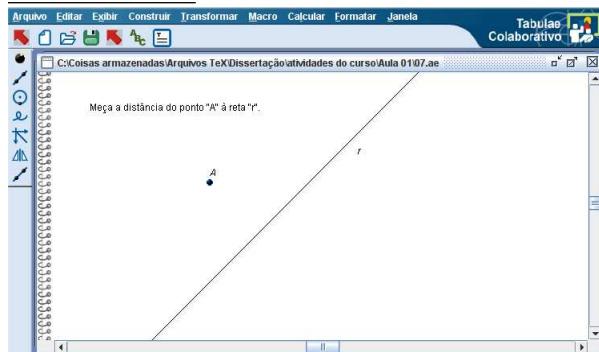 Arquivo Editar Exibir Construir Transformar Macro Calcular Formatar Janela
Tabulae
Colaborativo
ABC
C:\Coisas armazenadas\Arquivos TeX\Dissertação\atividades do curso\Aula 01\07.ae
Meça a distância do ponto "A" à reta "r".
r
A